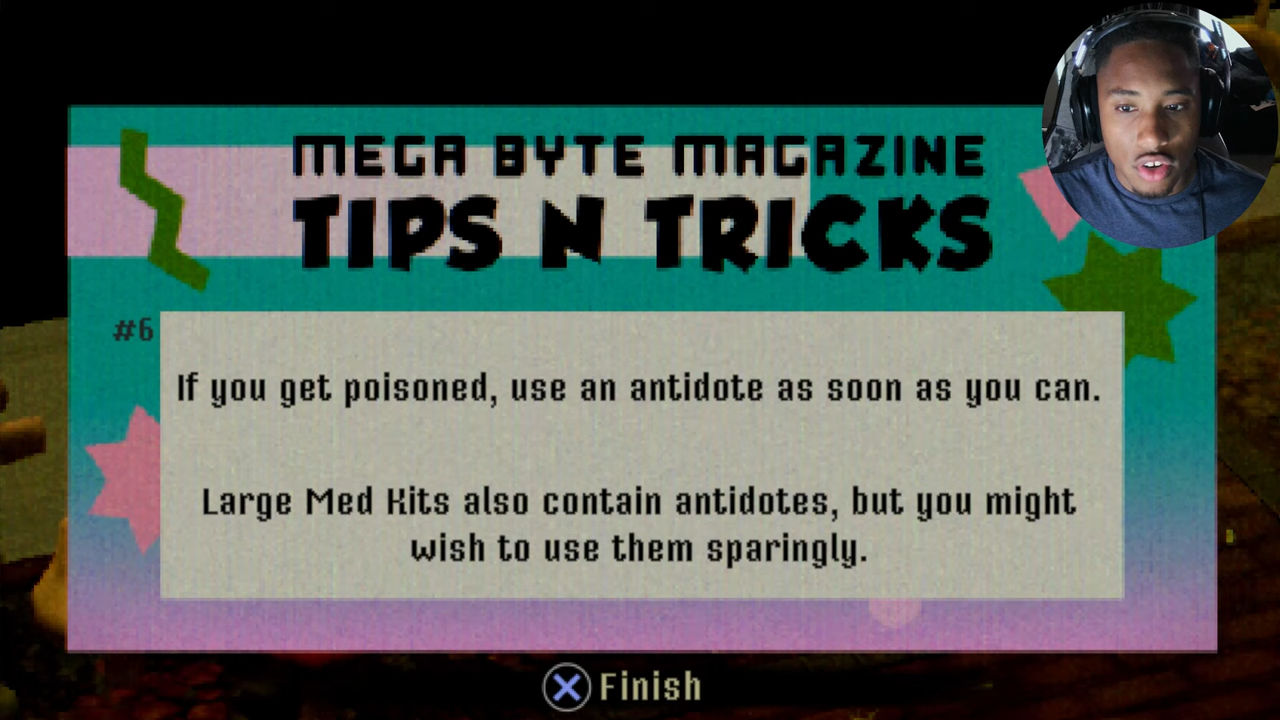 MEGA BYTE MAGAZINE
TIPS N TRICKS
#6
If you get poisoned, use an antidote as soon as you can.
Large Med Kits also contain antidotes, but you might
wish to use them sparingly.
Finish